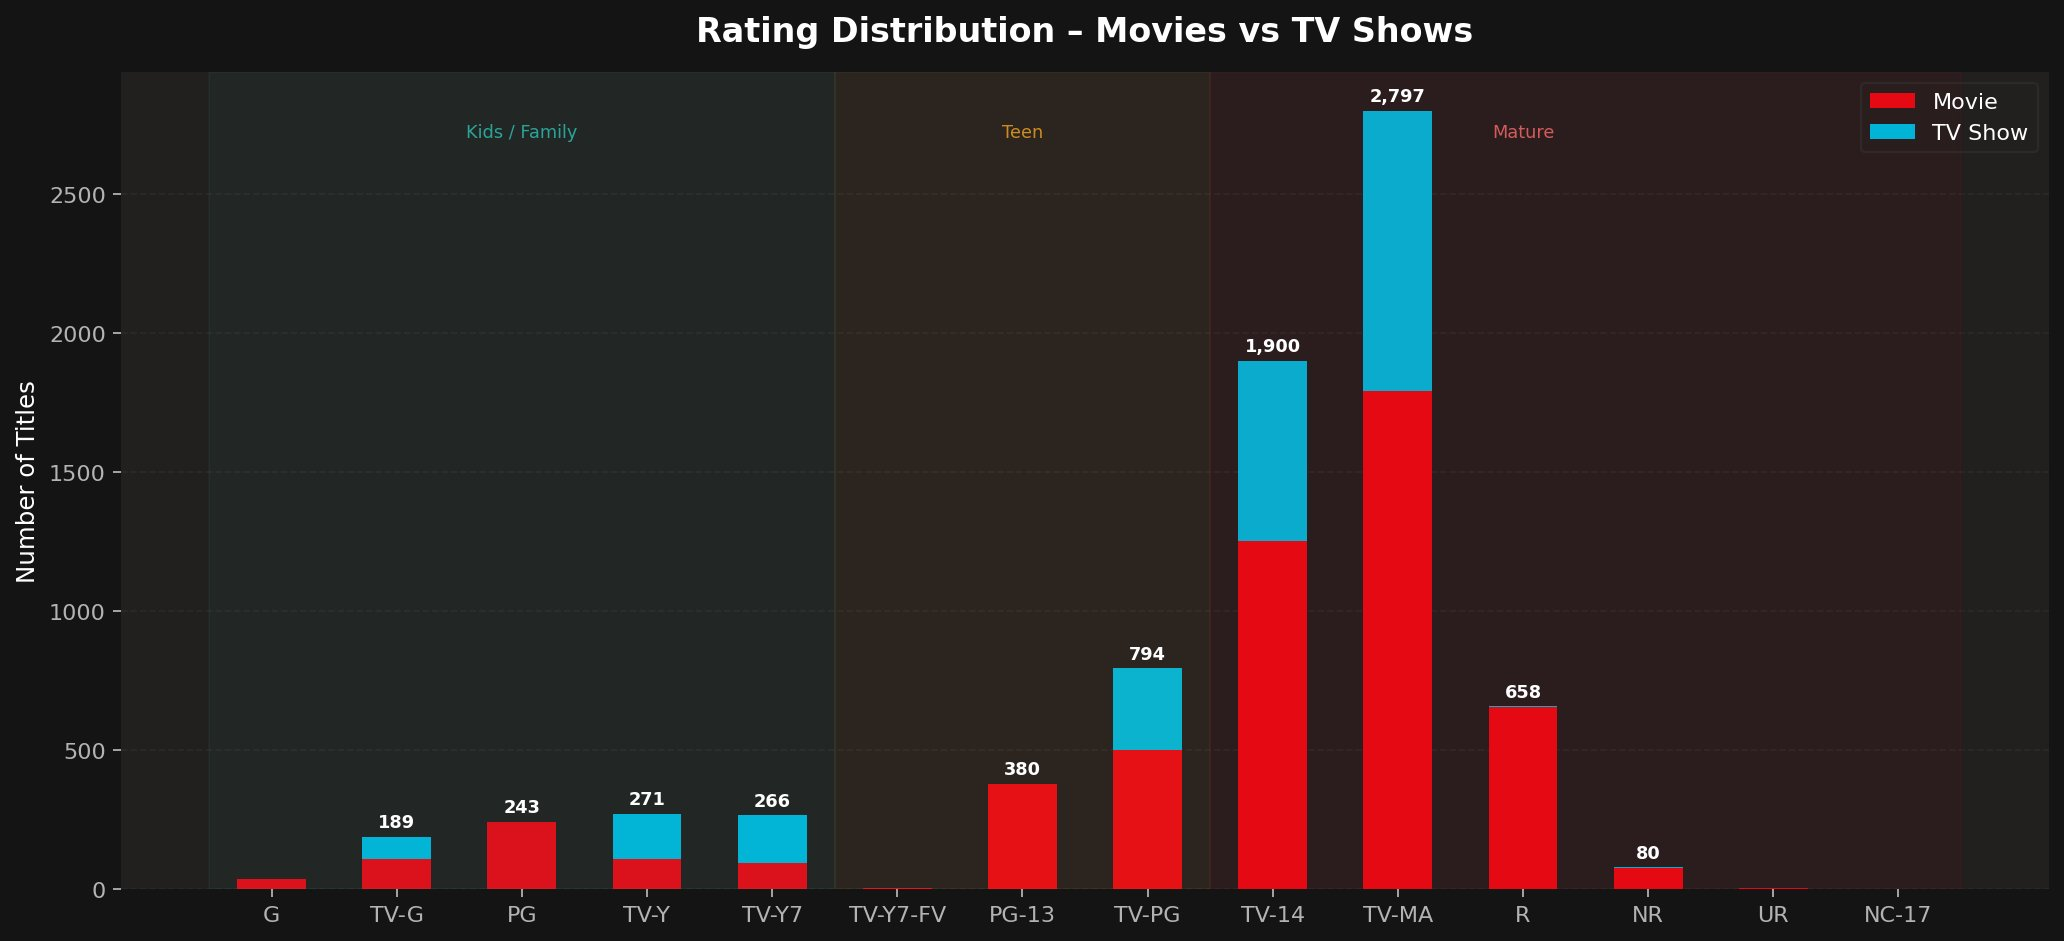 Rating Distribution – Movies vs TV Shows
Movie
TV Show
Kids / Family
Teen
Mature
Number of Titles
2500
2000
1500
1000
500
0
189
243
271
266
380
794
1,900
2,797
658
80
G
TV-G
PG
TV-Y
TV-Y7
TV-Y7-FV
PG-13
TV-PG
TV-14
TV-MA
R
NR
UR
NC-17